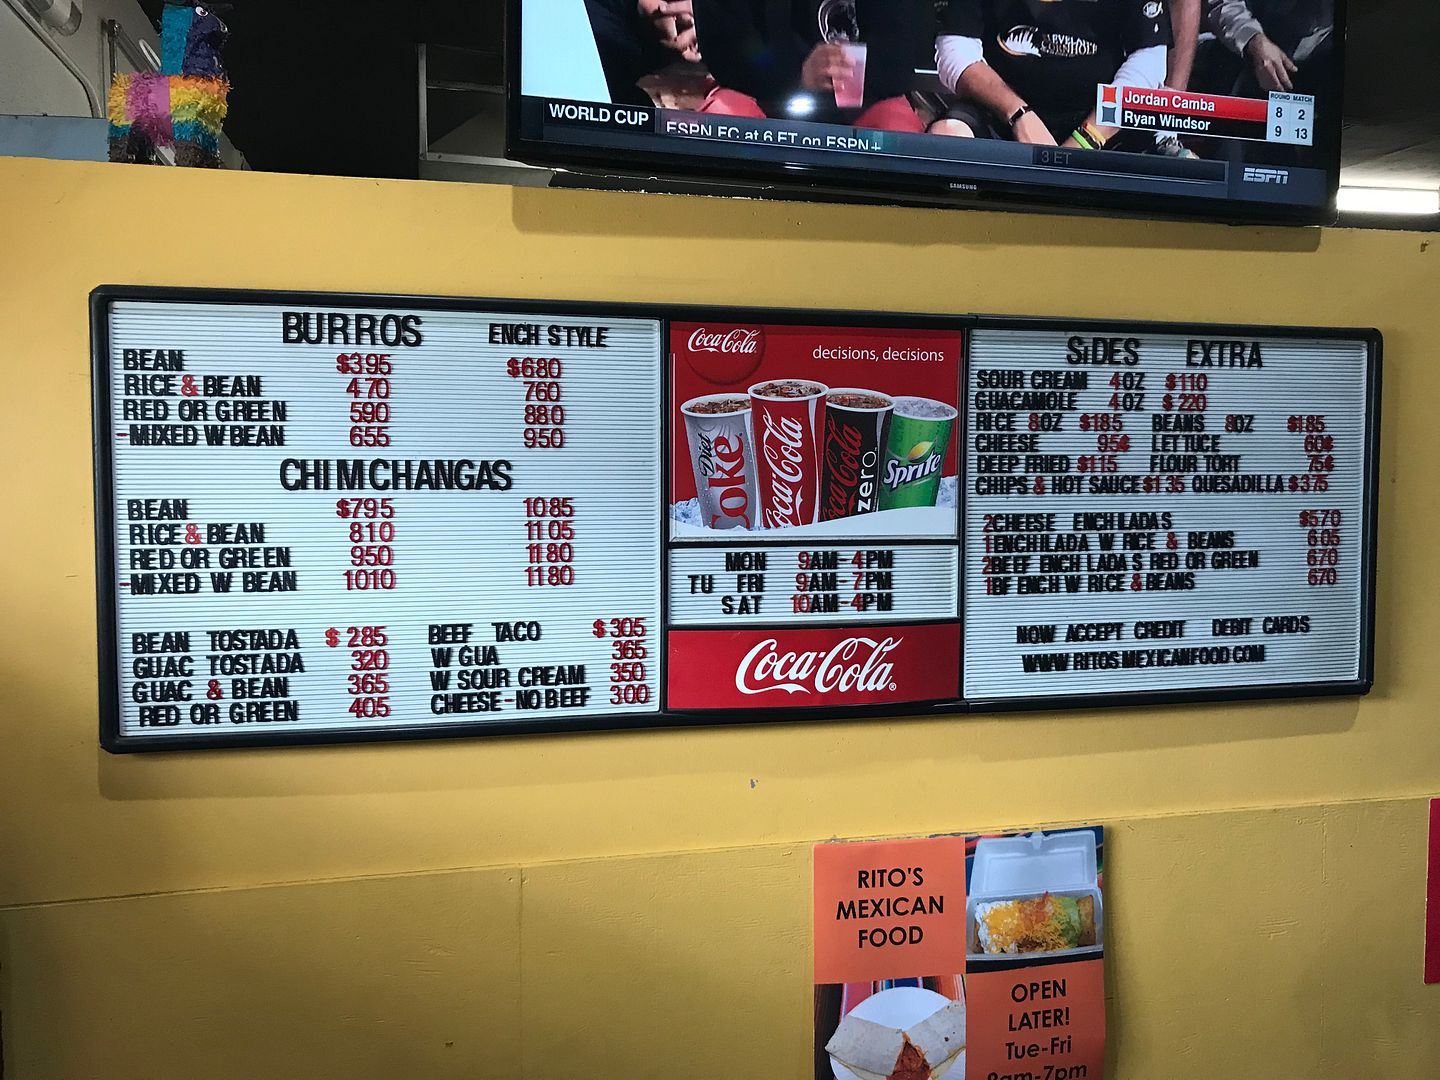 WORLD CUP
ESPN FC at 6 ET on ESPN+
3 ET
ESPN
SAMSUNG
CLEVELAND CORNHOLE
ROUND MATCH
Jordan Camba 8 2
Ryan Windsor 9 13
BURROS ENCH STYLE
BEAN $395 $680
RICE & BEAN 470 760
RED OR GREEN 590 880
-MIXED W BEAN 655 950
CHIMCHANGAS
BEAN $795 1085
RICE & BEAN 810 1105
RED OR GREEN 950 1180
-MIXED W BEAN 1010 1180
BEAN TOSTADA $285
GUAC TOSTADA 320
GUAC & BEAN 365
RED OR GREEN 405
BEEF TACO $305
W GUA 365
W SOUR CREAM 350
CHEESE-NO BEEF 300
Coca-Cola
decisions, decisions
Diet Coke
Coca-Cola
Coca-Cola zero
Sprite
MON 9AM-4PM
TU FRI 9AM-7PM
SAT 10AM-4PM
Coca-Cola®
SiDES EXTRA
SOUR CREAM 4OZ $110
GUACAMOLE 4OZ $220
RICE 8OZ $185 BEANS 8OZ $185
CHEESE 95¢ LETTUCE 60¢
DEEP FRIED $115 FLOUR TORT 75¢
CHIPS & HOT SAUCE $135 QUESADILLA $375
2CHEESE ENCHILADAS $570
1ENCHILADA W RICE & BEANS 605
2BEEF ENCHLADAS RED OR GREEN 670
1BF ENCH W RICE & BEANS 670
NOW ACCEPT CREDIT DEBIT CARDS
WWW RITOSMEXICANFOOD COM
RITO'S
MEXICAN
FOOD
OPEN
LATER!
Tue-Fri
9am-7pm